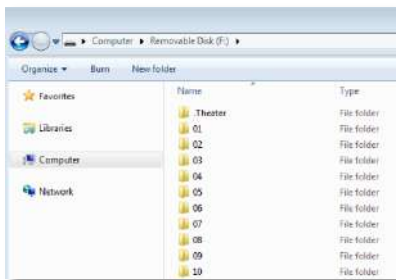 Computer ▸ Removable Disk (F:) ▸
Organize ▾ Burn New folder
Name Type
Favorites
Libraries
Computer
Network
.Theater File folder
01 File folder
02 File folder
03 File folder
04 File folder
05 File folder
06 File folder
07 File folder
08 File folder
09 File folder
10 File folder